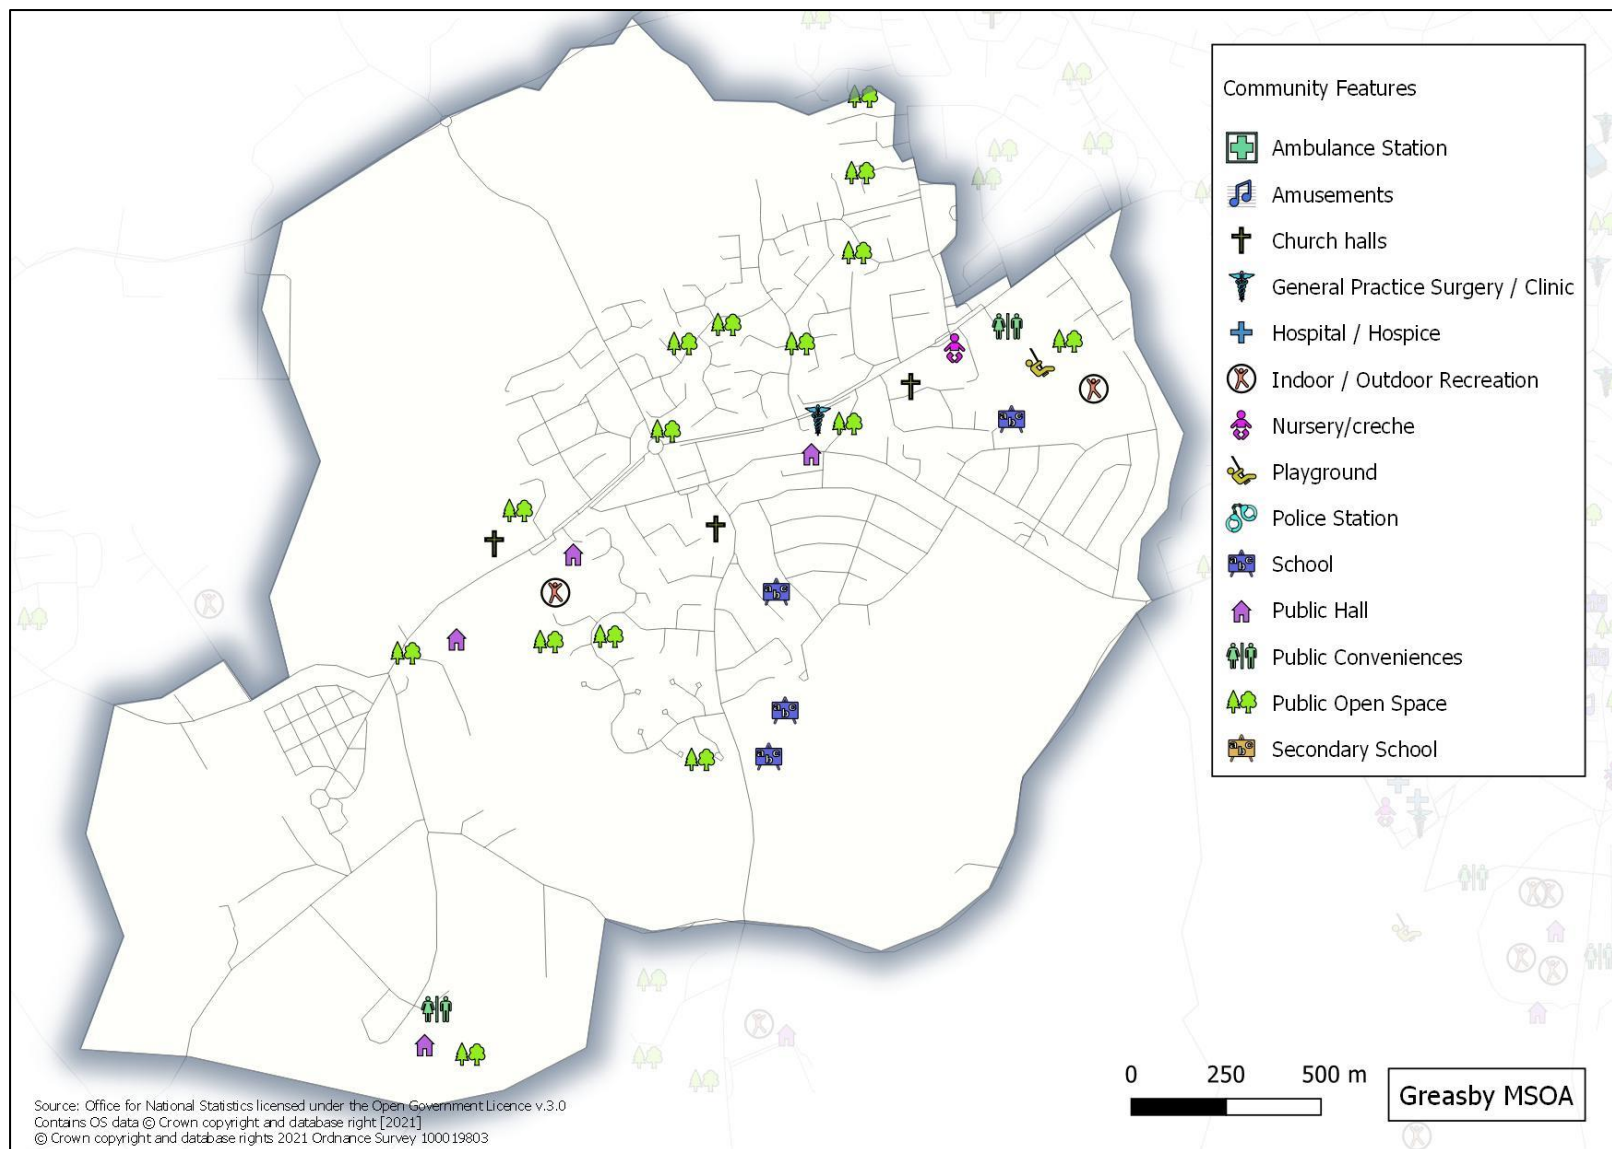 Community Features
Ambulance Station
Amusements
Church halls
General Practice Surgery / Clinic
Hospital / Hospice
Indoor / Outdoor Recreation
Nursery/creche
Playground
Police Station
School
Public Hall
Public Conveniences
Public Open Space
Secondary School
0 250 500 m
Greasby MSOA
Source: Office for National Statistics licensed under the Open Government Licence v.3.0
Contains OS data © Crown copyright and database right [2021]
© Crown copyright and database rights 2021 Ordnance Survey 100019803